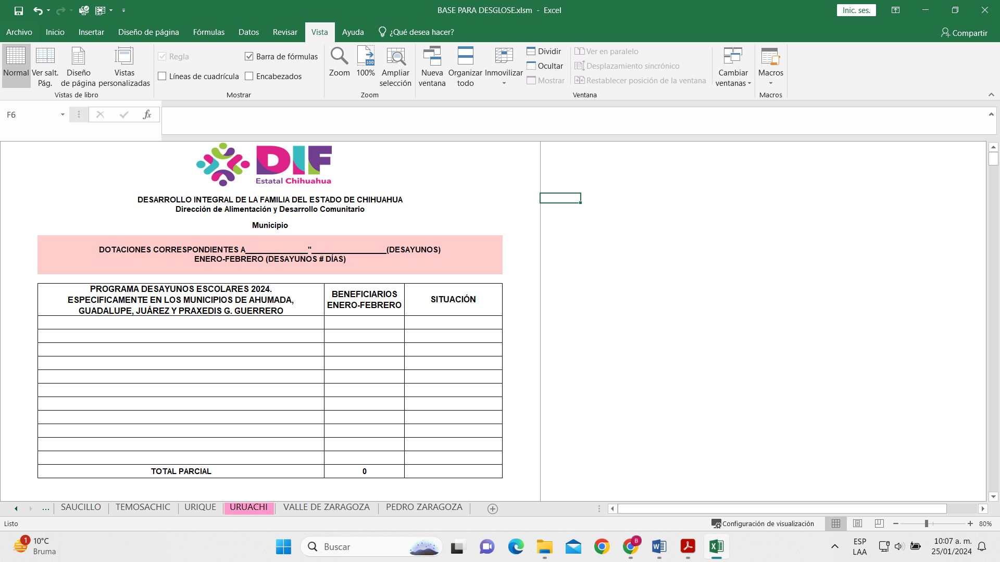 BASE PARA DESGLOSE.xlsm - Excel
Inic. ses.
Archivo Inicio Insertar Diseño de página Fórmulas Datos Revisar Vista Ayuda ¿Qué desea hacer? Compartir
Normal
Ver salt. Pág.
Diseño de página
Vistas personalizadas
Vistas de libro
Regla
Barra de fórmulas
Líneas de cuadrícula
Encabezados
Mostrar
Zoom
100
100%
Ampliar selección
Zoom
Nueva ventana
Organizar todo
Inmovilizar
Dividir
Ocultar
Mostrar
Ver en paralelo
Desplazamiento sincrónico
Restablecer posición de la ventana
Ventana
Cambiar ventanas
Macros
Macros
F6
fx
DIF
Estatal Chihuahua
DESARROLLO INTEGRAL DE LA FAMILIA DEL ESTADO DE CHIHUAHUA
Dirección de Alimentación y Desarrollo Comunitario
Municipio
DOTACIONES CORRESPONDIENTES A_______________"__________________(DESAYUNOS)
ENERO-FEBRERO (DESAYUNOS # DÍAS)
PROGRAMA DESAYUNOS ESCOLARES 2024.
ESPECIFICAMENTE EN LOS MUNICIPIOS DE AHUMADA,
GUADALUPE, JUÁREZ Y PRAXEDIS G. GUERRERO
BENEFICIARIOS
ENERO-FEBRERO
SITUACIÓN
TOTAL PARCIAL 0
... SAUCILLO TEMOSACHIC URIQUE URUACHI VALLE DE ZARAGOZA PEDRO ZARAGOZA
Listo
Configuración de visualización
80%
1
10°C
Bruma
Buscar
B
ESP
LAA
10:07 a. m.
25/01/2024